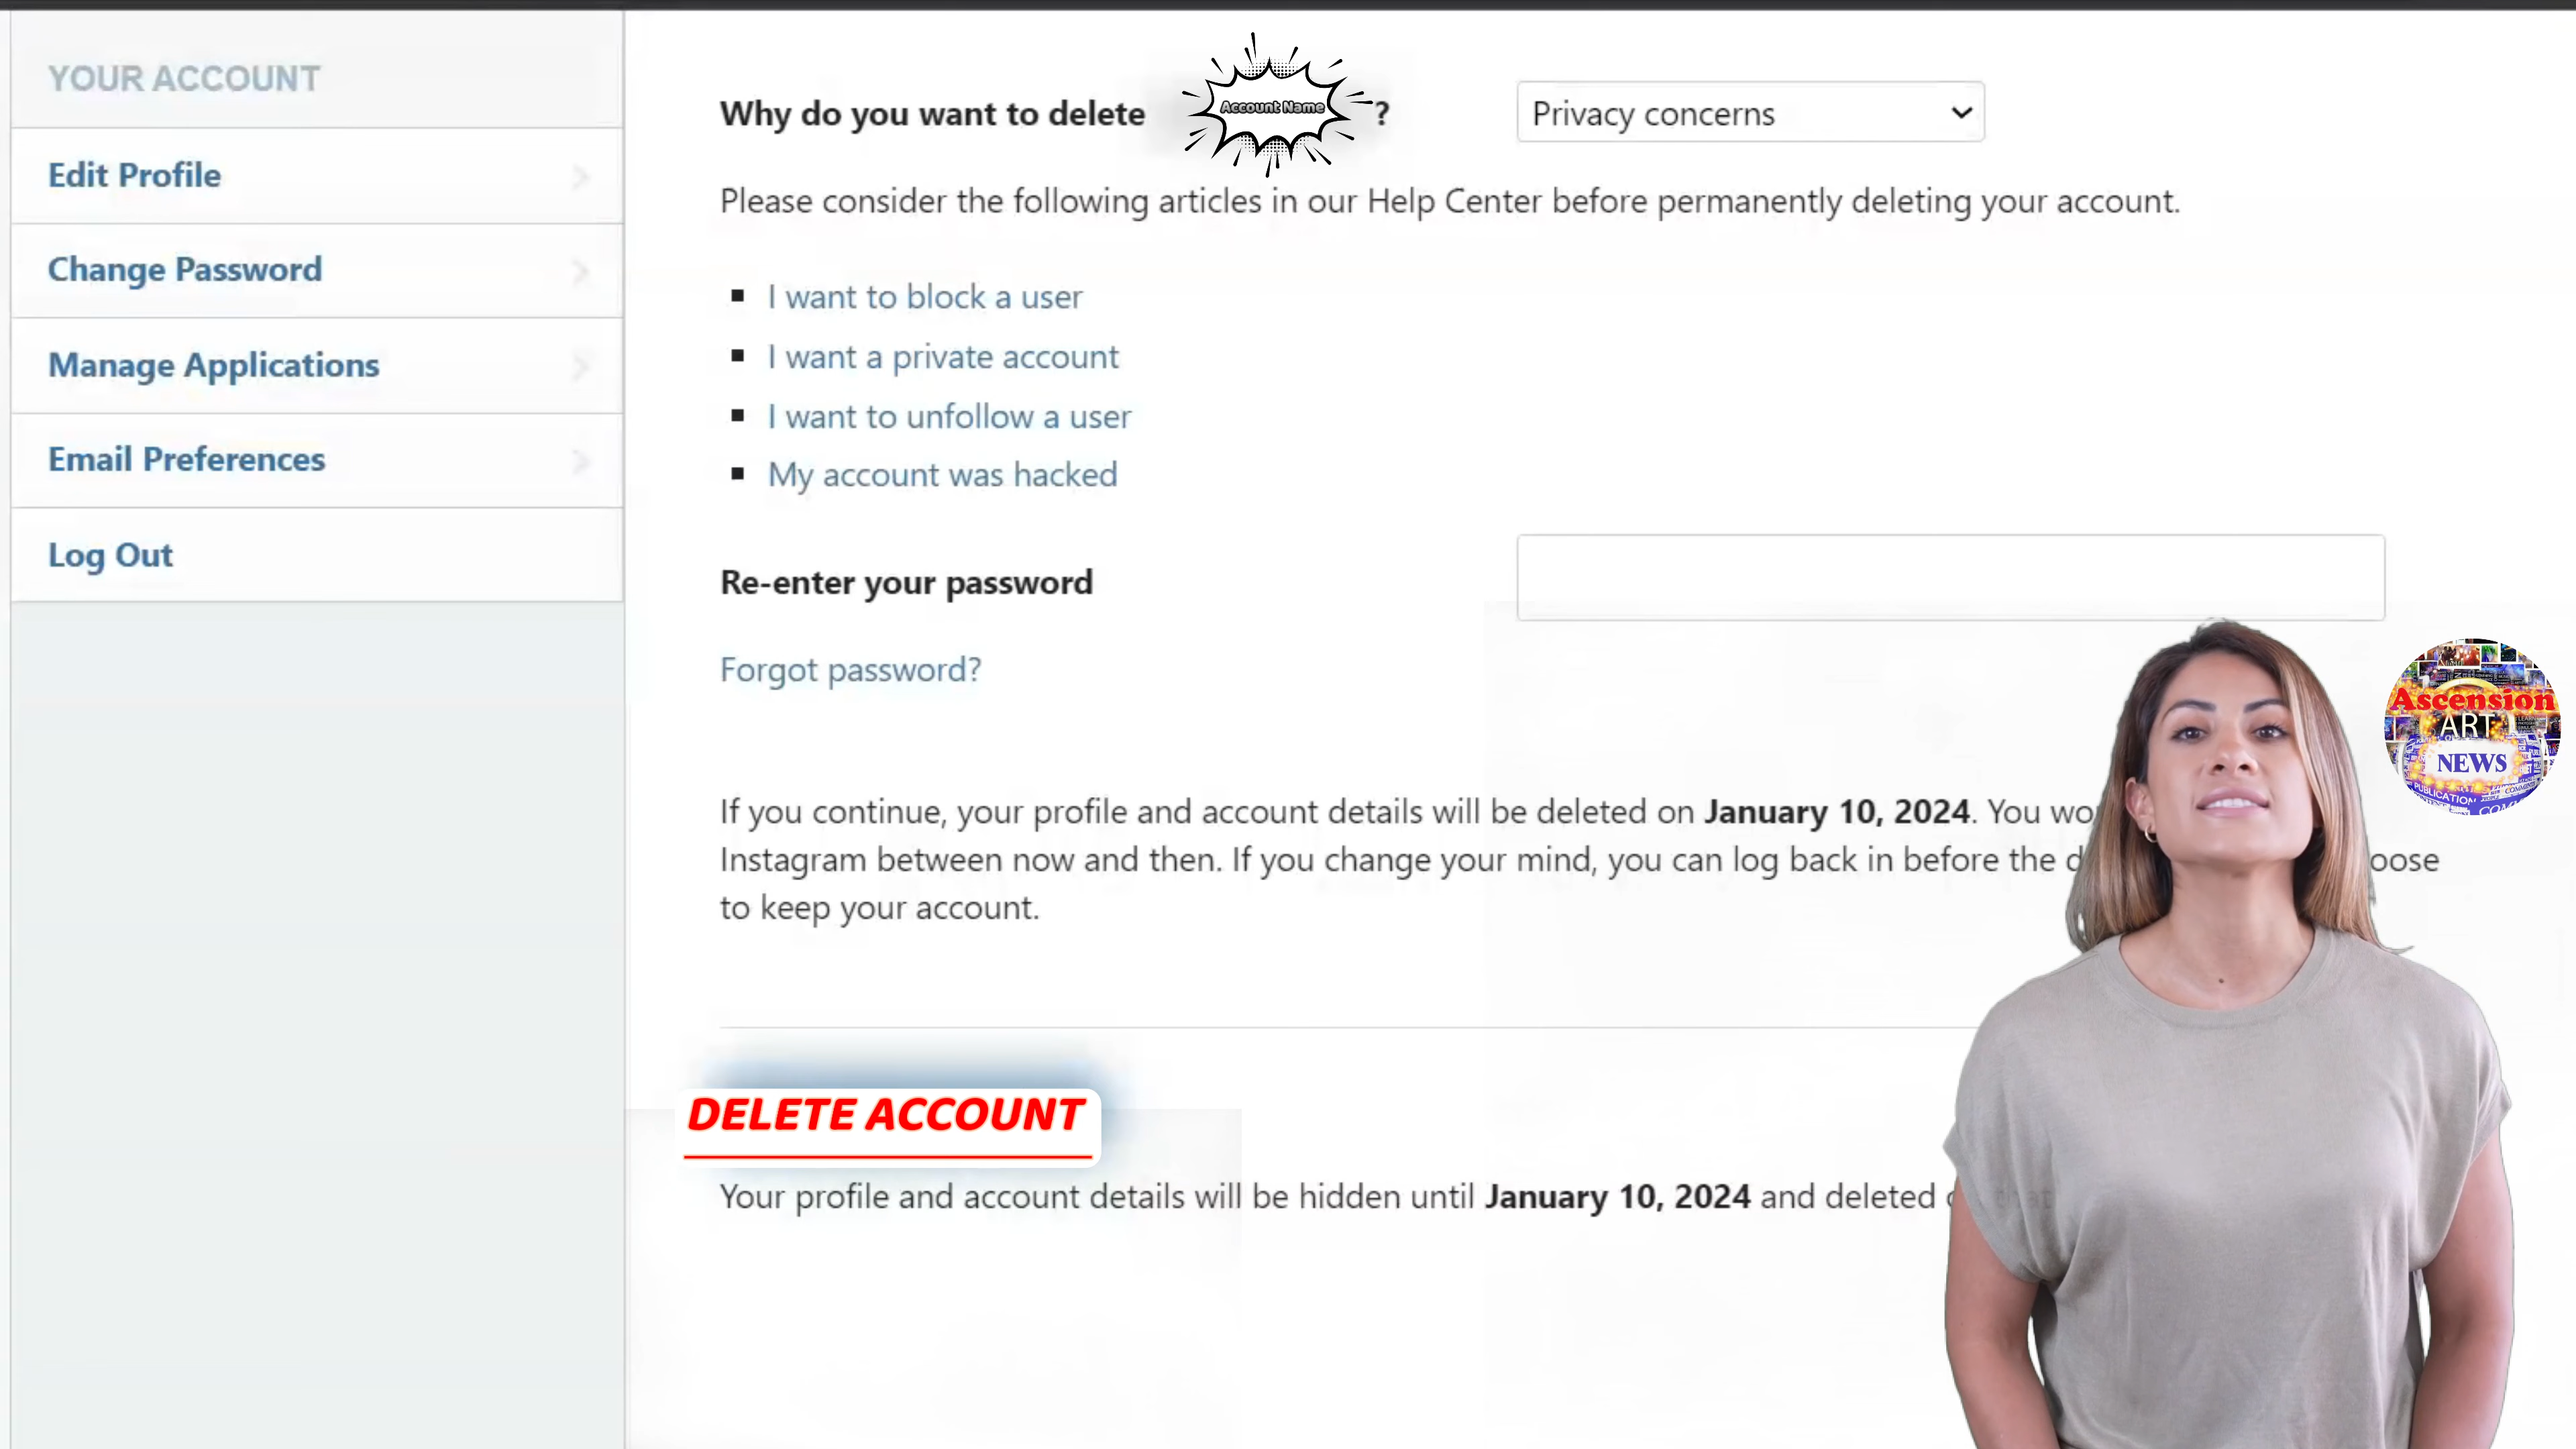 YOUR ACCOUNT
Edit Profile
Change Password
Manage Applications
Email Preferences
Log Out
Why do you want to delete Account Name ?
Privacy concerns
Please consider the following articles in our Help Center before permanently deleting your account.
I want to block a user
I want a private account
I want to unfollow a user
My account was hacked
Re-enter your password
Forgot password?
If you continue, your profile and account details will be deleted on January 10, 2024. You wo
Instagram between now and then. If you change your mind, you can log back in before the d oose
to keep your account.
DELETE ACCOUNT
Your profile and account details will be hidden until January 10, 2024 and deleted
Ascension
ART
NEWS
PUBLICATION